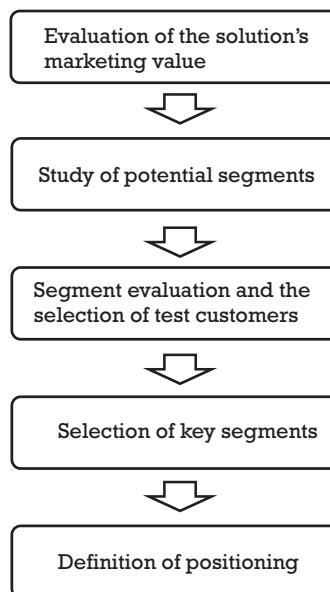 Evaluation of the solution’s
marketing value
Study of potential segments
Segment evaluation and the
selection of test customers
Selection of key segments
Definition of positioning